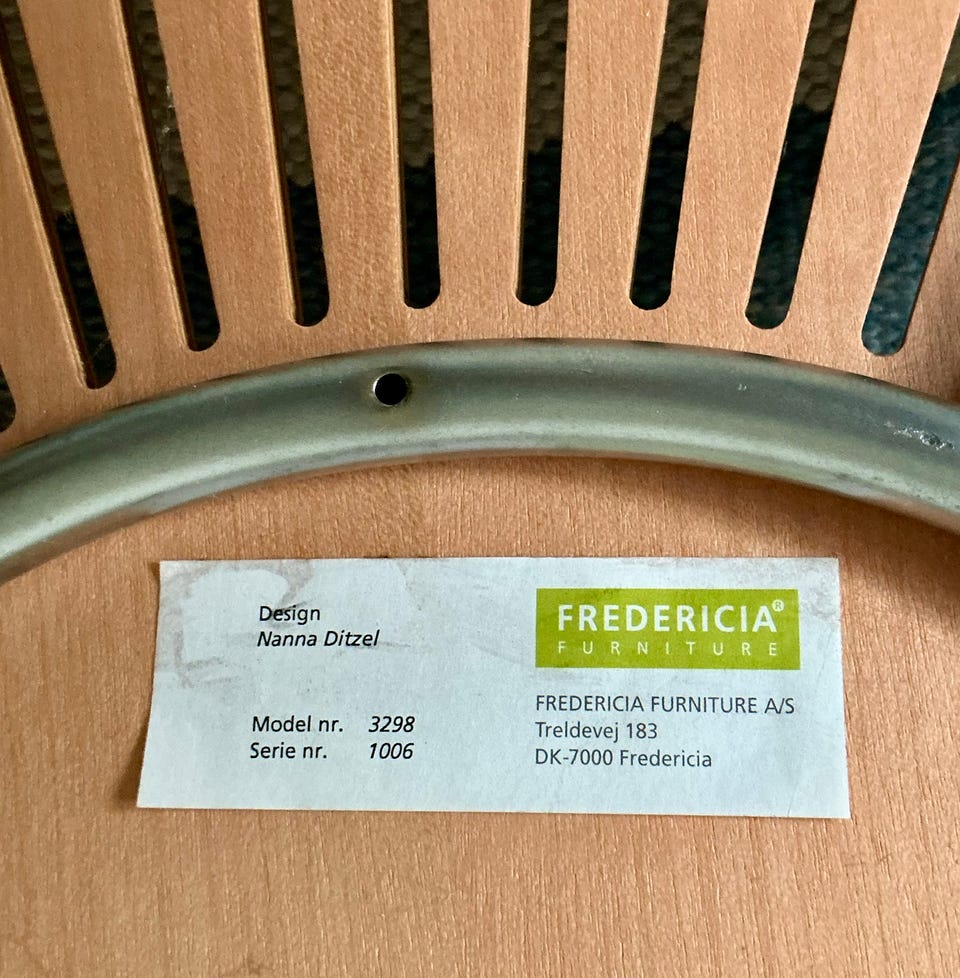 Design
Nanna Ditzel
Model nr. 3298
Serie nr. 1006
FREDERICIA®
FURNITURE
FREDERICIA FURNITURE A/S
Treldevej 183
DK-7000 Fredericia